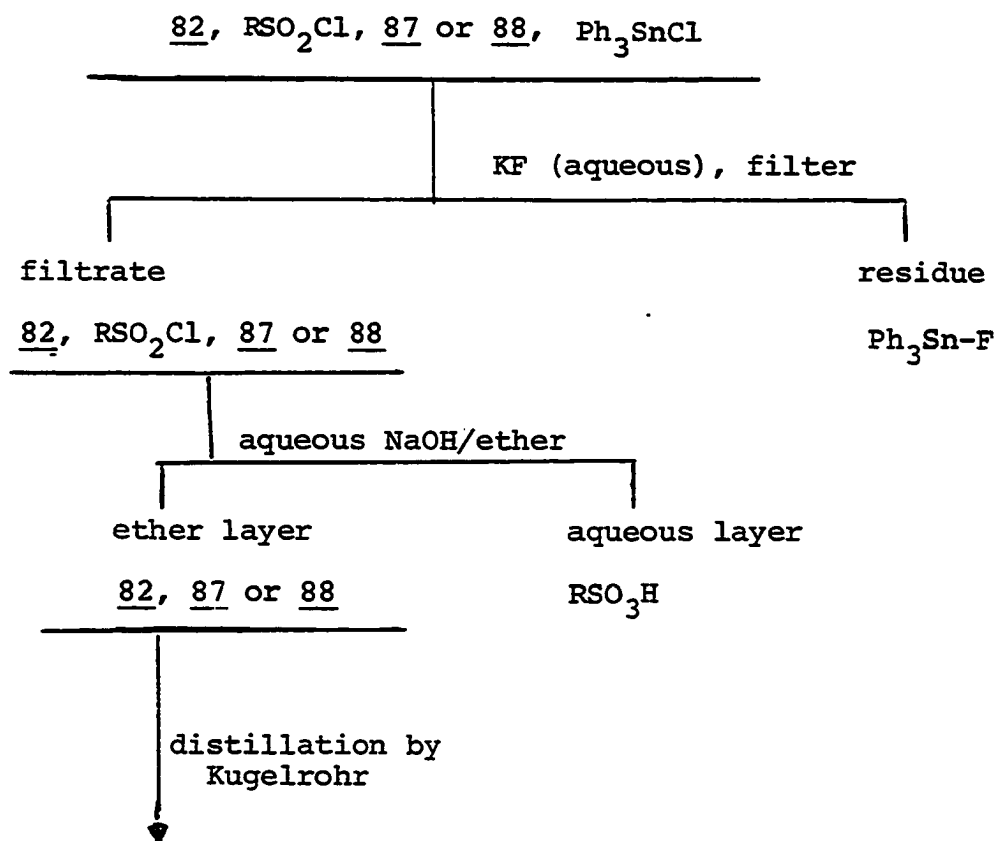 82, RSO2Cl, 87 or 88, Ph3SnCl
KF (aqueous), filter
filtrate
residue
82, RSO2Cl, 87 or 88
Ph3Sn-F
aqueous NaOH/ether
ether layer
aqueous layer
82, 87 or 88
RSO3H
distillation by
Kugelrohr